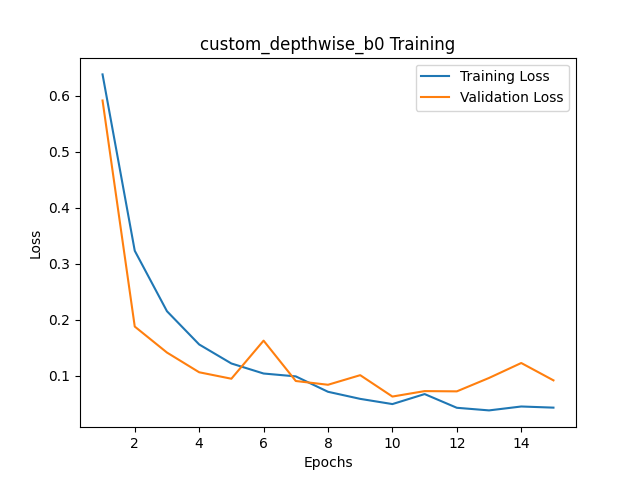 custom_depthwise_b0 Training
Training Loss
Validation Loss
0.6
0.5
0.4
0.3
0.2
0.1
Loss
2 4 6 8 10 12 14
Epochs